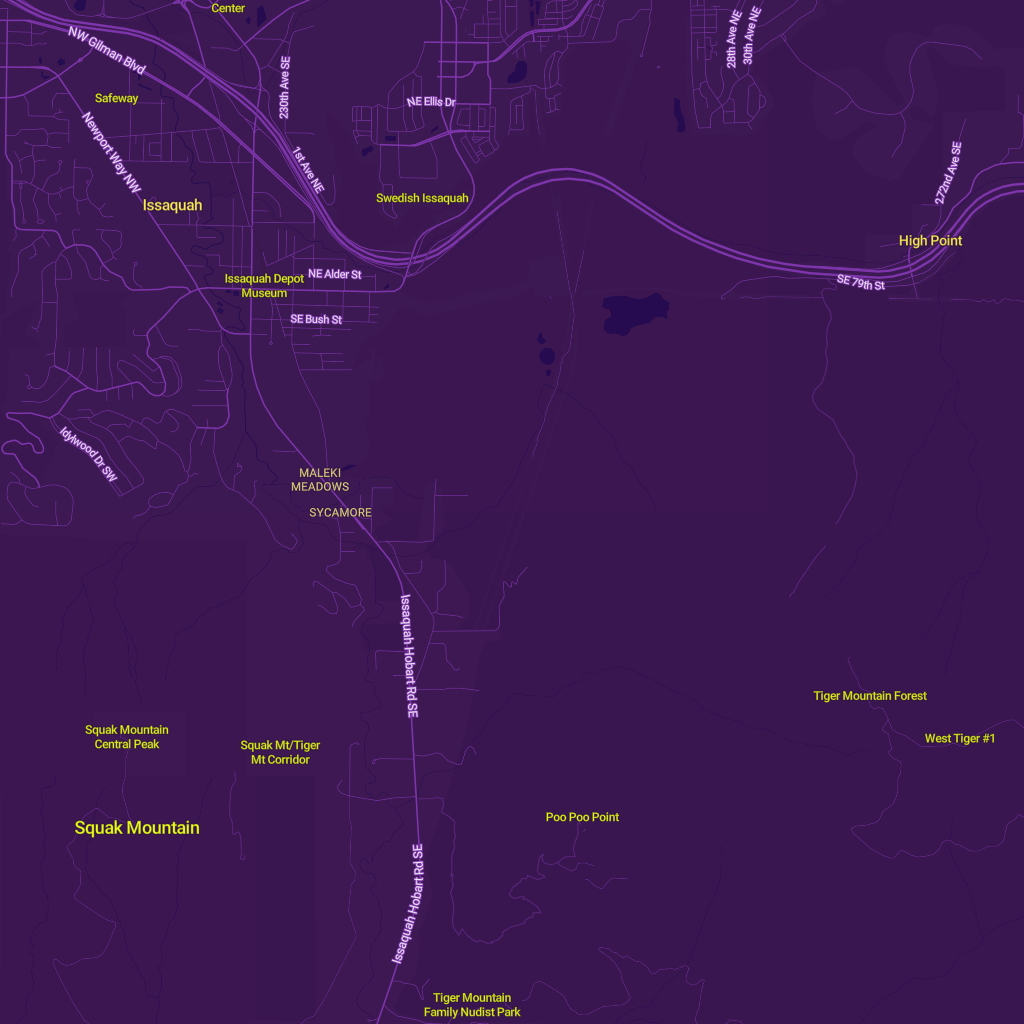 Center
28th Ave NE
30th Ave NE
NW Gilman Blvd
230th Ave SE
Safeway
NE Ellis Dr
Newport Way NW
1st Ave NE
272nd Ave SE
Swedish Issaquah
Issaquah
High Point
Issaquah Depot
Museum
NE Alder St
SE 79th St
SE Bush St
Idylwood Dr SW
MALEKI
MEADOWS
SYCAMORE
Issaquah Hobart Rd SE
Tiger Mountain Forest
Squak Mountain
Central Peak
Squak Mt/Tiger
Mt Corridor
West Tiger #1
Poo Poo Point
Squak Mountain
Issaquah Hobart Rd SE
Tiger Mountain
Family Nudist Park